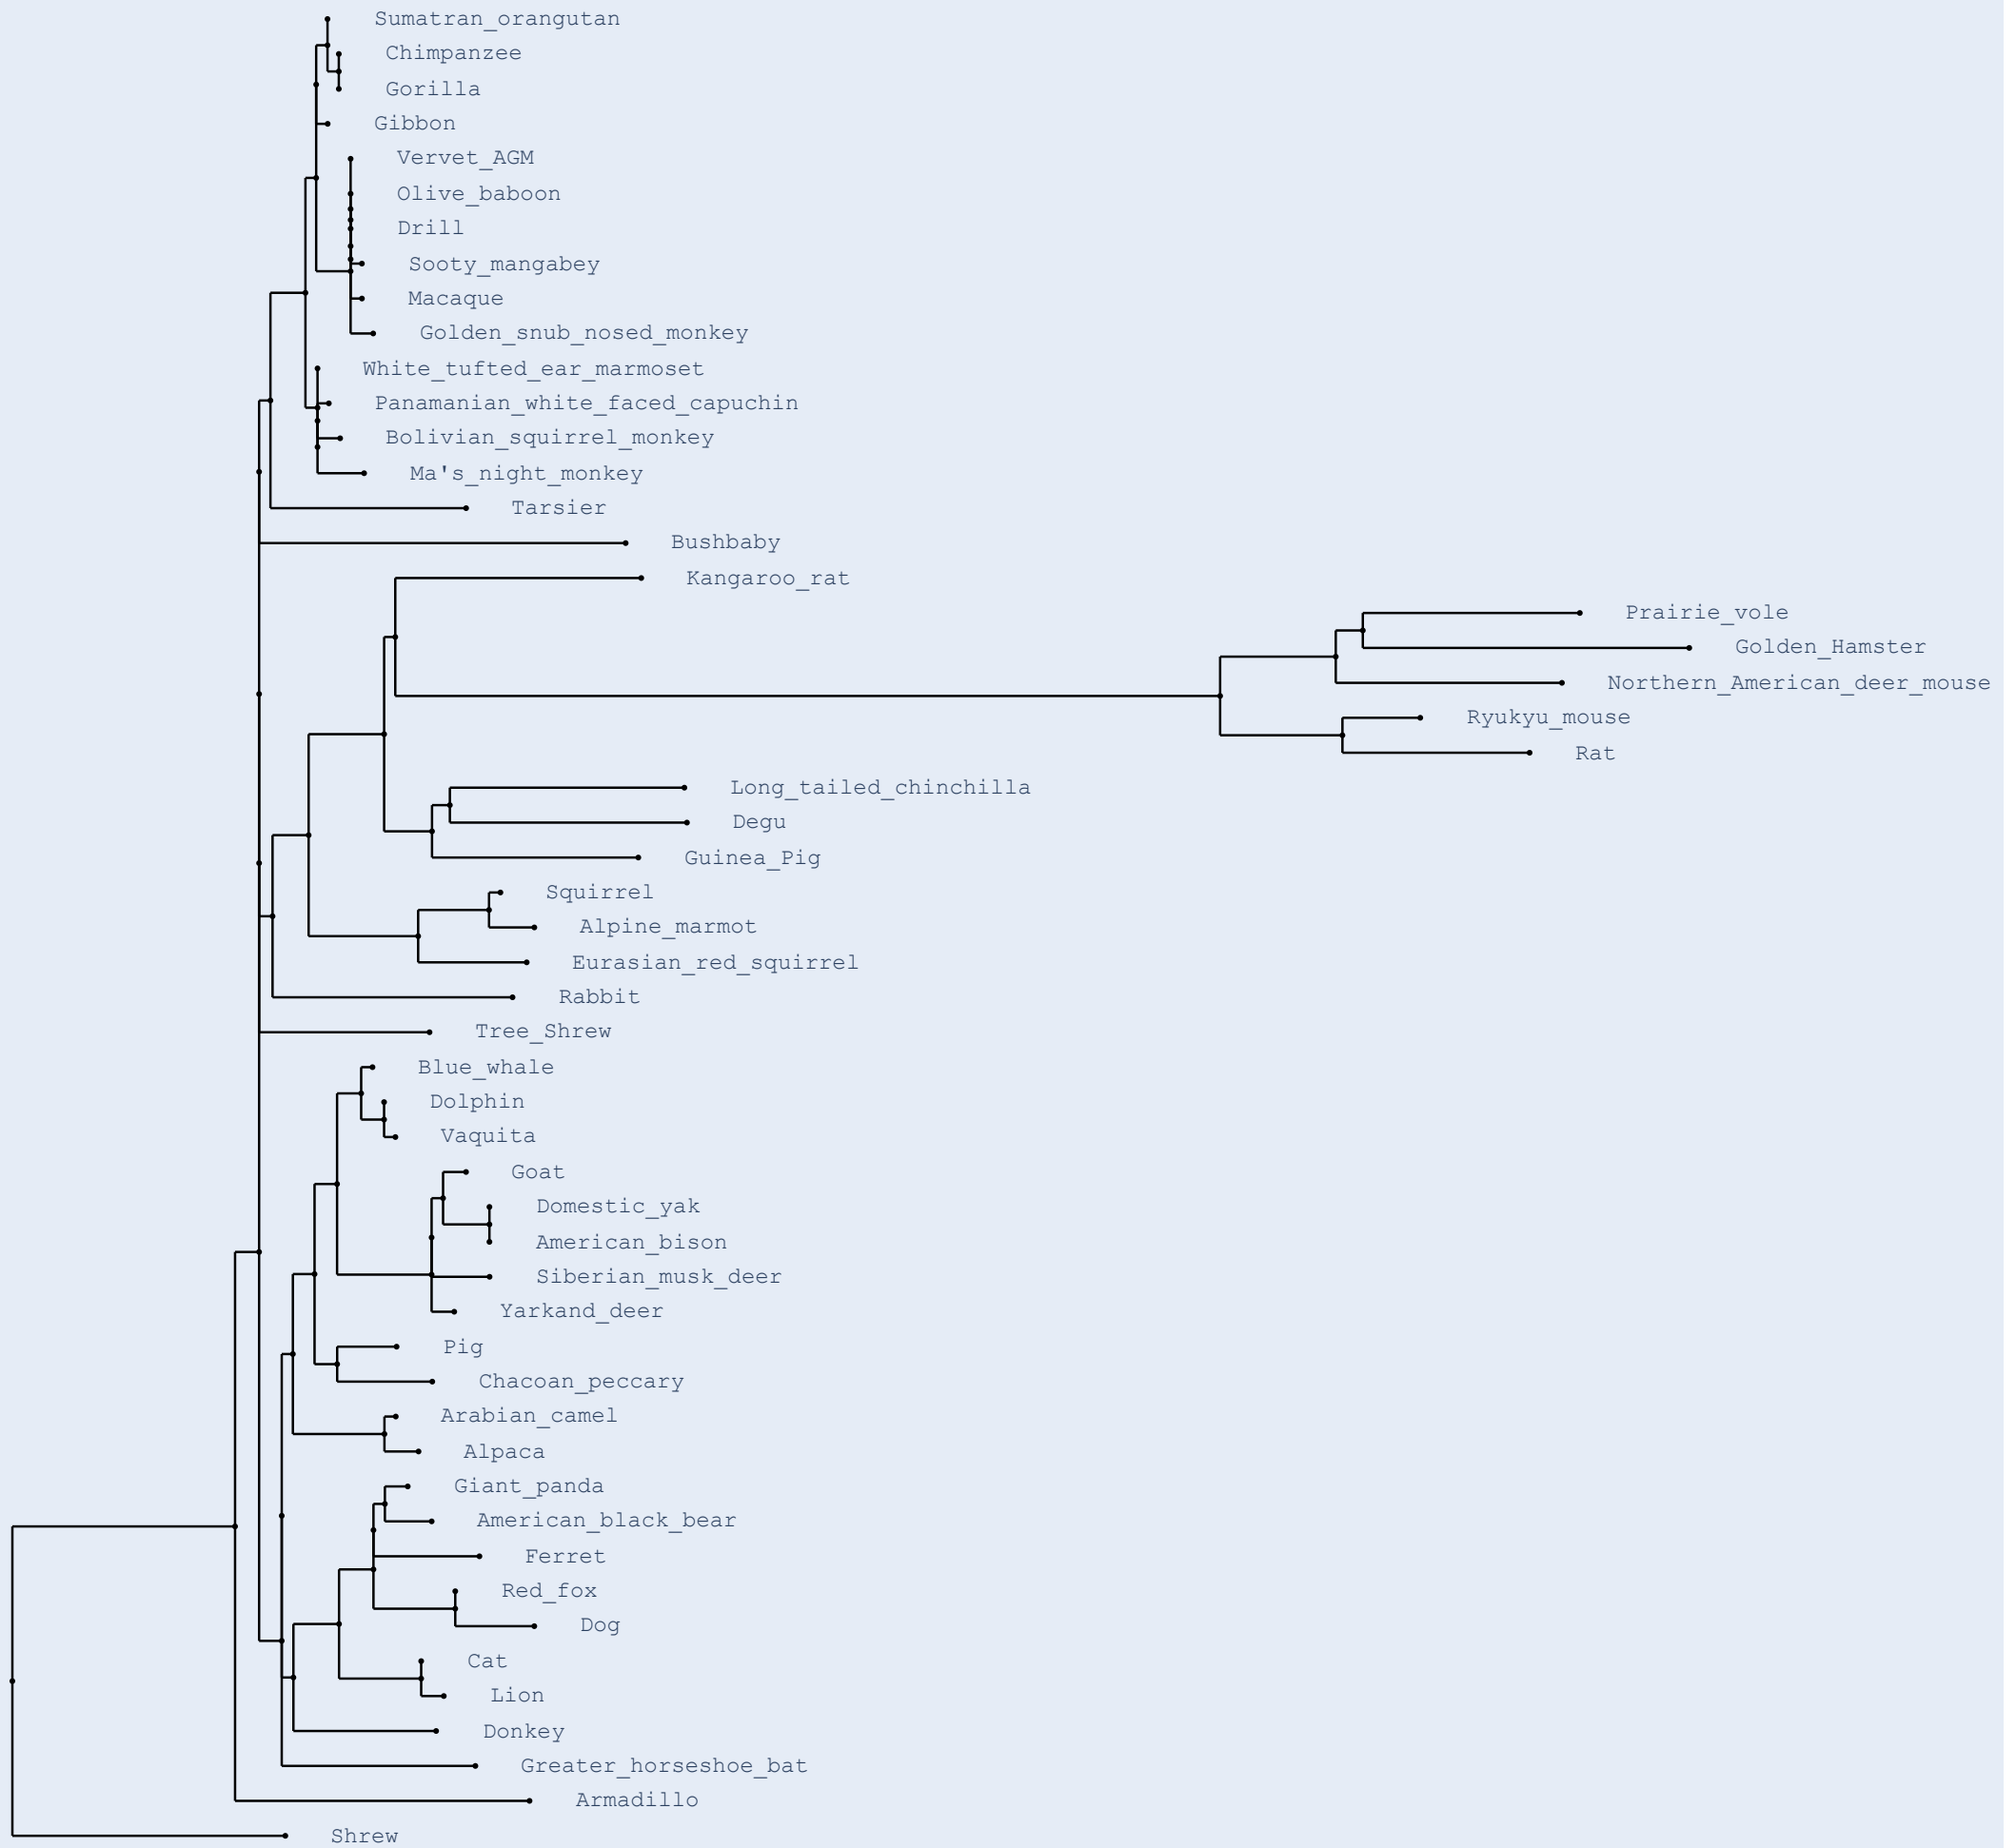 Sumatran_orangutan
Chimpanzee
Gorilla
Gibbon
Vervet_AGM
Olive_baboon
Drill
Sooty_mangabey
Macaque
Golden_snub_nosed_monkey
White_tufted_ear_marmoset
Panamanian_white_faced_capuchin
Bolivian_squirrel_monkey
Ma's_night_monkey
Tarsier
Bushbaby
Kangaroo_rat
Prairie_vole
Golden_Hamster
Northern_American_deer_mouse
Ryukyu_mouse
Rat
Long_tailed_chinchilla
Degu
Guinea_Pig
Squirrel
Alpine_marmot
Eurasian_red_squirrel
Rabbit
Tree_Shrew
Blue_whale
Dolphin
Vaquita
Goat
Domestic_yak
American_bison
Siberian_musk_deer
Yarkand_deer
Pig
Chacoan_peccary
Arabian_camel
Alpaca
Giant_panda
American_black_bear
Ferret
Red_fox
Dog
Cat
Lion
Donkey
Greater_horseshoe_bat
Armadillo
Shrew